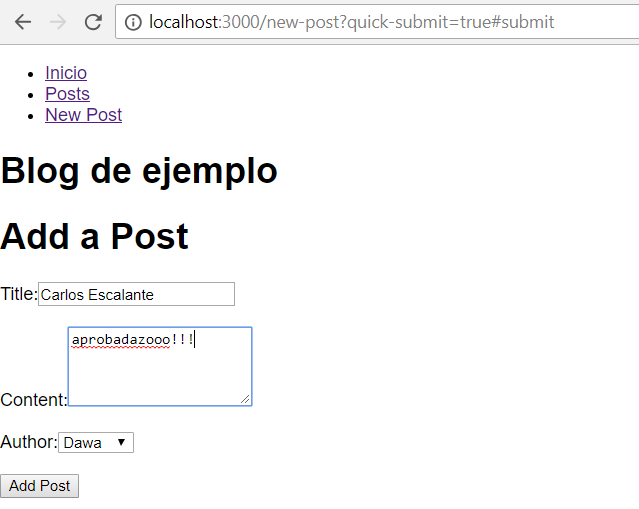 localhost:3000/new-post?quick-submit=true#submit
Inicio
Posts
New Post
Blog de ejemplo
Add a Post
Title: Carlos Escalante
aprobadazooo!!!
Content:
Author: Dawa
Add Post